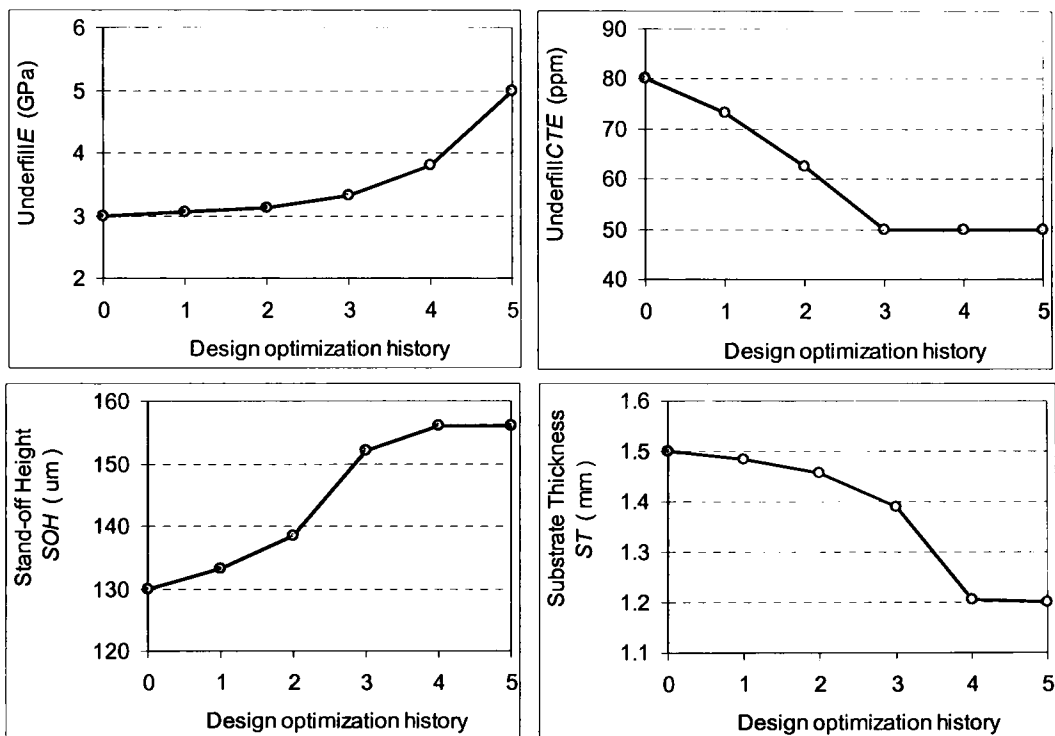 6
5
4
3
2
Underfill E (GPa)
0 1 2 3 4 5
Design optimization history
90
80
70
60
50
40
Underfill CTE (ppm)
0 1 2 3 4 5
Design optimization history
160
150
140
130
120
Stand-off Height
SOH ( um )
0 1 2 3 4 5
Design optimization history
1.6
1.5
1.4
1.3
1.2
1.1
Substrate Thickness
ST ( mm )
0 1 2 3 4 5
Design optimization history